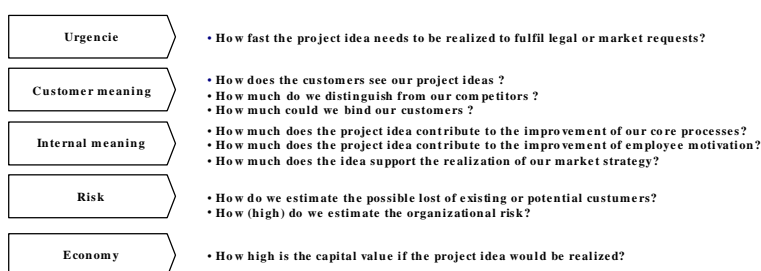 Urgencie
• How fast the project idea needs to be realized to fulfil legal or market requests?
Customer meaning
• How does the customers see our project ideas ?
• How much do we distinguish from our competitors ?
• How much could we bind our customers ?
Internal meaning
• How much does the project idea contribute to the improvement of our core processes?
• How much does the project idea contribute to the improvement of employee motivation?
• How much does the idea support the realization of our market strategy?
Risk
• How do we estimate the possible lost of existing or potential custumers?
• How (high) do we estimate the organizational risk?
Economy
• How high is the capital value if the project idea would be realized?